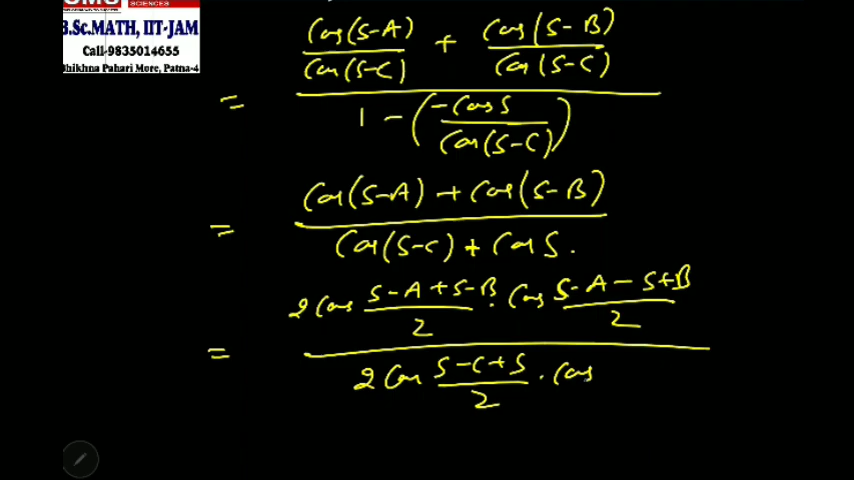 SCIENCES
B.Sc.MATH, IIT-JAM
Call-9835014655
Bhikhna Pahari More, Patna-4
= (Cos(S-A)/Cos(S-C) + Cos(S-B)/Cos(S-C)) / (1 - (-Cos S/Cos(S-C)))
= (Cos(S-A) + Cos(S-B)) / (Cos(S-C) + Cos S.)
= (2 Cos (S-A+S-B)/2 . Cos (S-A-S+B)/2) / (2 Cos (S-C+S)/2 . Cos